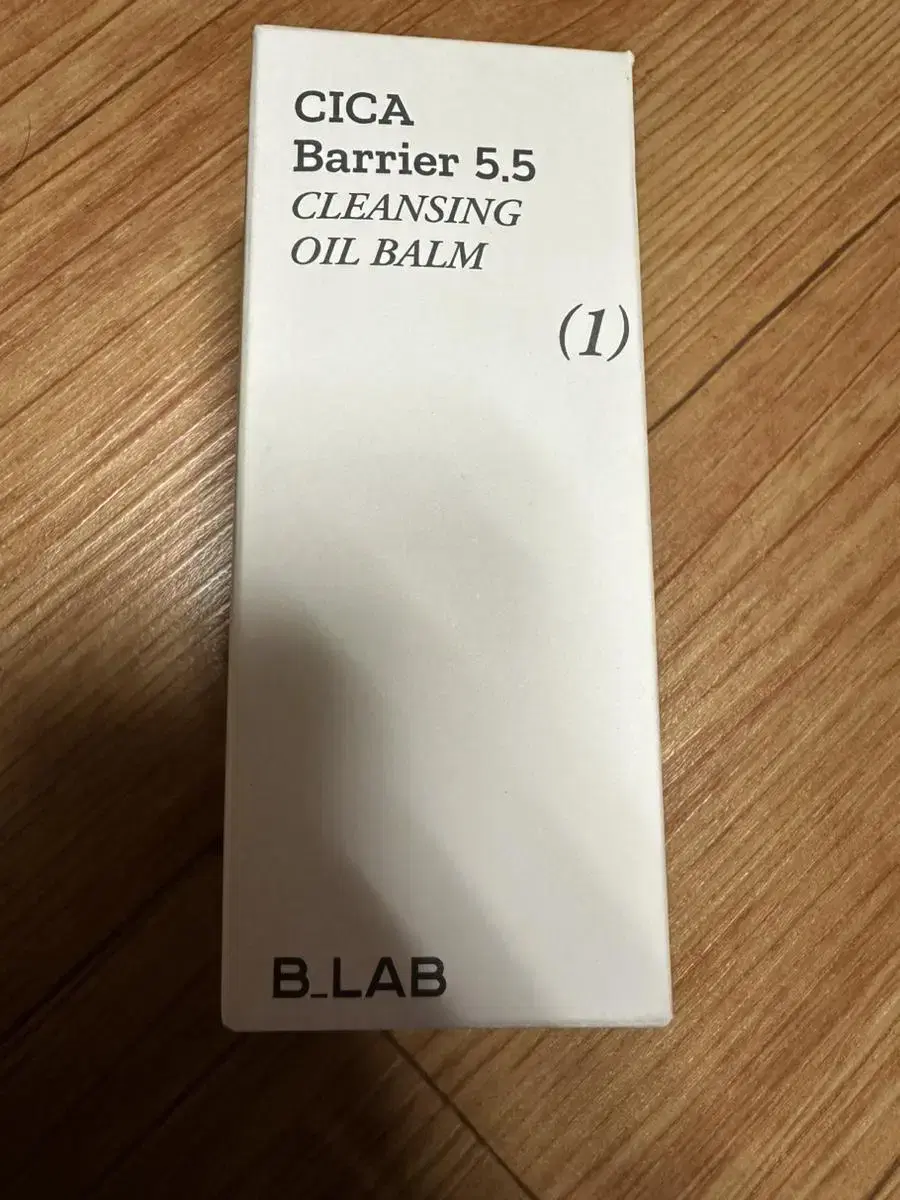 CICA
Barrier 5.5
CLEANSING
OIL BALM
(1)
B_LAB